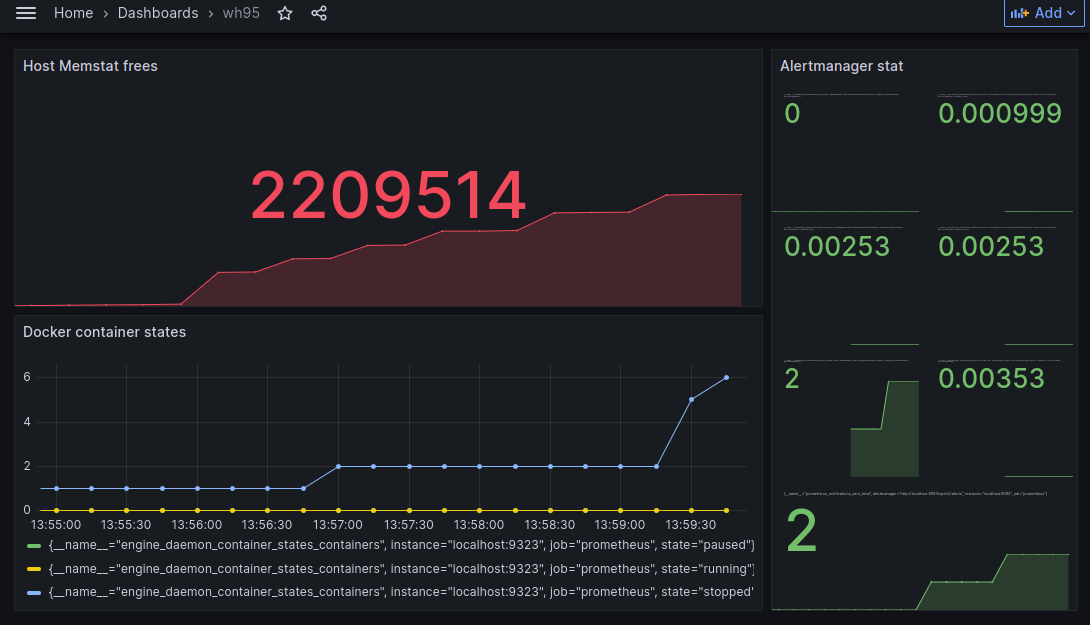 Home › Dashboards › wh95
Add
Host Memstat frees
2209514
Docker container states
6
4
2
0
13:55:00 13:55:30 13:56:00 13:56:30 13:57:00 13:57:30 13:58:00 13:58:30 13:59:00 13:59:30
{__name__="engine_daemon_container_states_containers", instance="localhost:9323", job="prometheus", state="paused"}
{__name__="engine_daemon_container_states_containers", instance="localhost:9323", job="prometheus", state="running"}
{__name__="engine_daemon_container_states_containers", instance="localhost:9323", job="prometheus", state="stopped"
Alertmanager stat
0 0.000999
0.00253 0.00253
2 0.00353
2